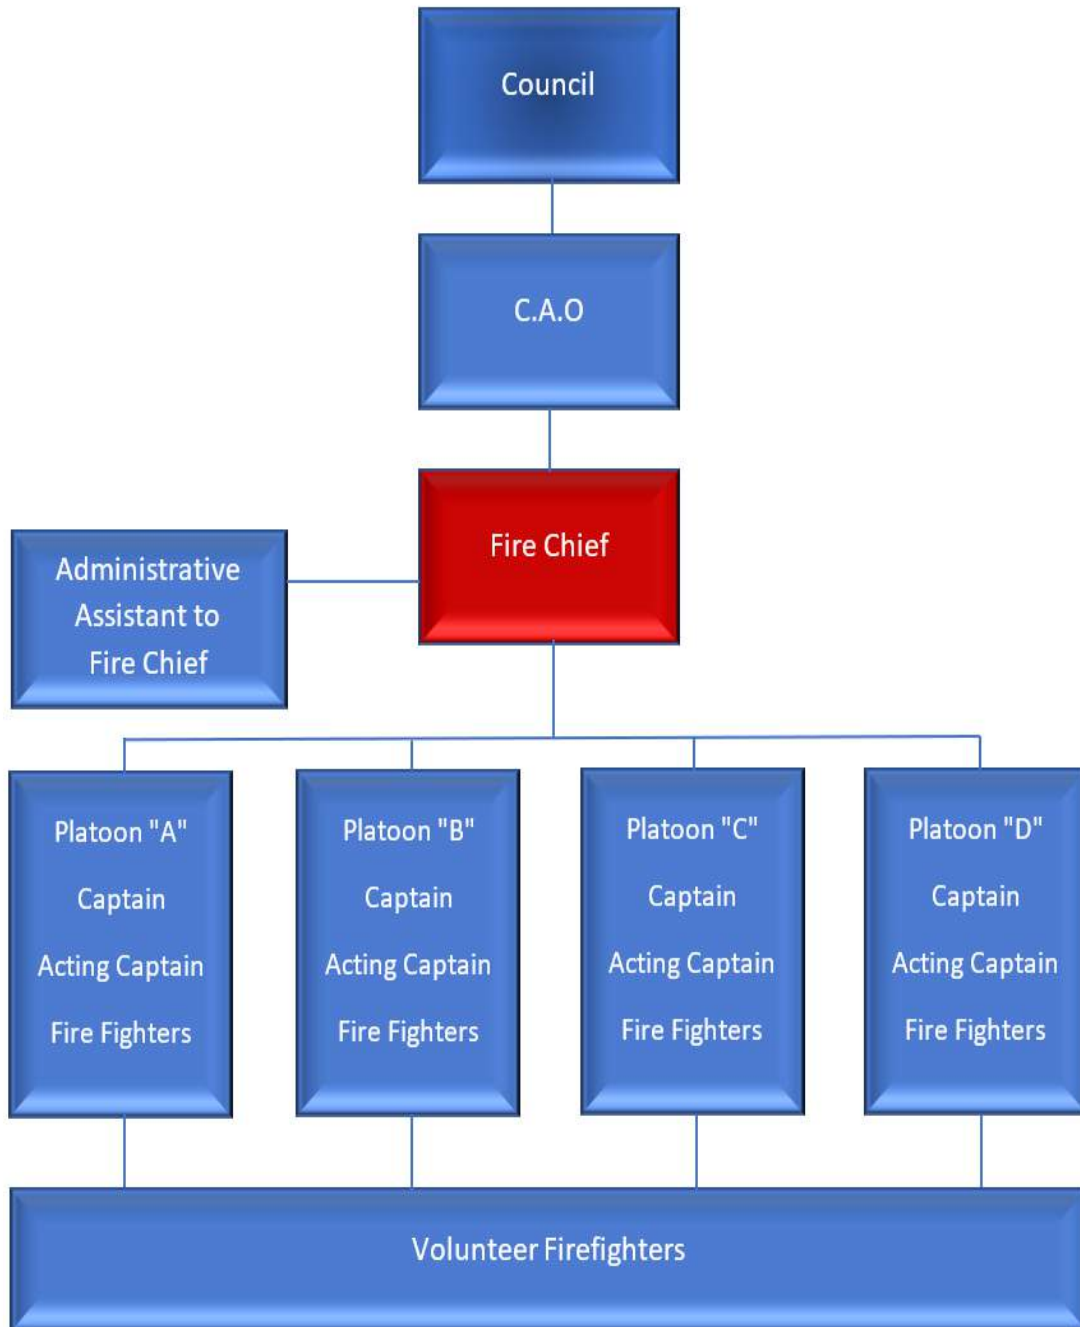 Council
C.A.O
Fire Chief
Administrative
Assistant to
Fire Chief
Platoon "A"
Captain
Acting Captain
Fire Fighters
Platoon "B"
Captain
Acting Captain
Fire Fighters
Platoon "C"
Captain
Acting Captain
Fire Fighters
Platoon "D"
Captain
Acting Captain
Fire Fighters
Volunteer Firefighters